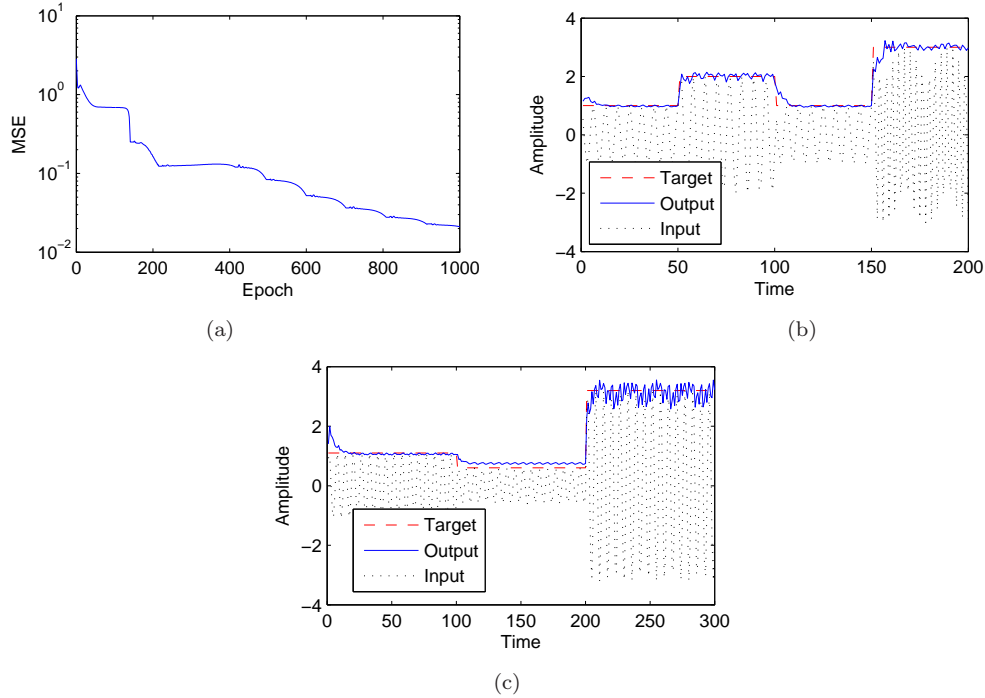 10^1
10^0
10^-1
10^-2
MSE
0 200 400 600 800 1000
Epoch
(a)
4
2
0
−2
−4
Amplitude
Target
Output
Input
0 50 100 150 200
Time
(b)
4
2
0
−2
−4
Amplitude
Target
Output
Input
0 50 100 150 200 250 300
Time
(c)